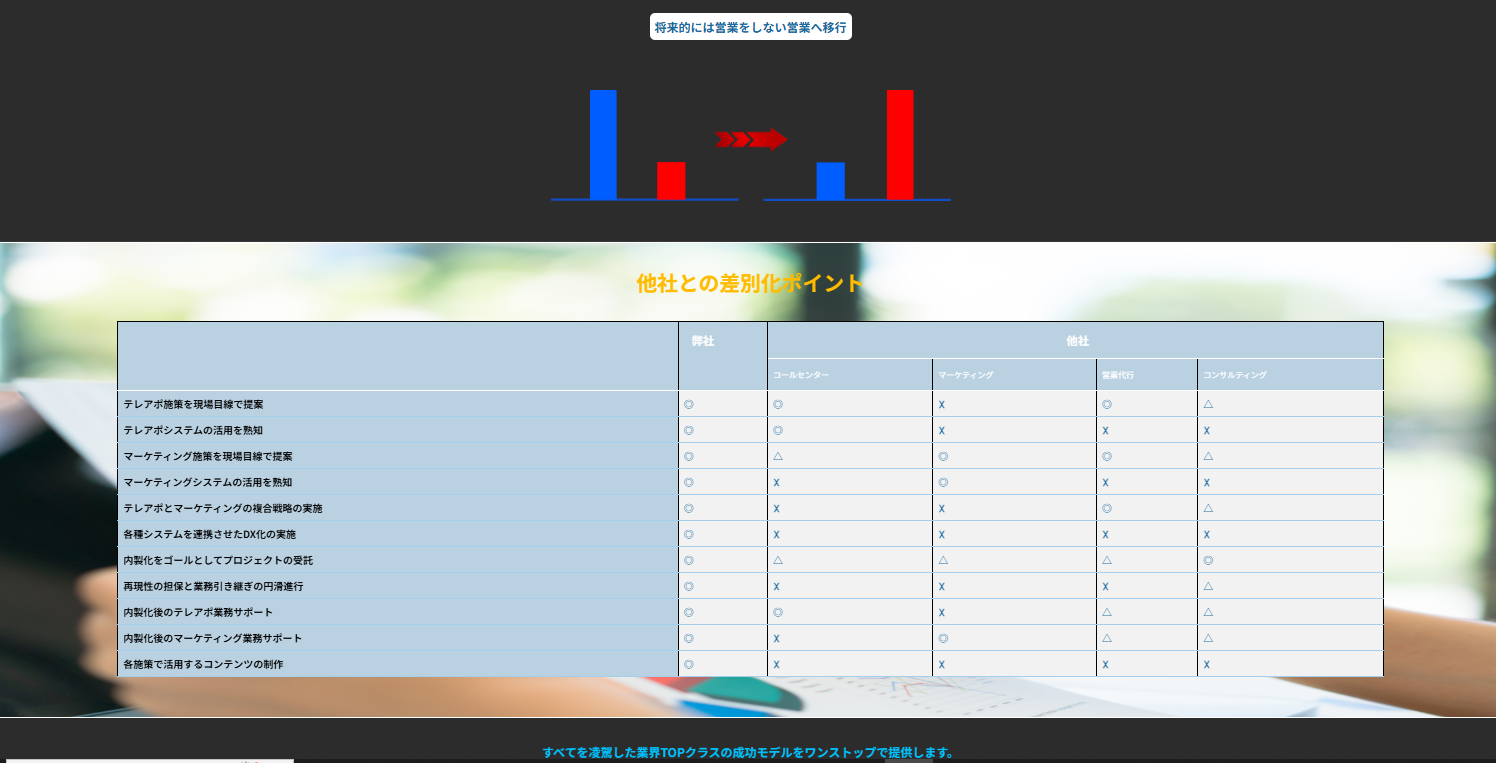 将来的には営業をしない営業へ移行
他社との差別化ポイント
弊社 他社
コールセンター マーケティング 営業代行 コンサルティング
テレアポ施策を現場目線で提案 ◎ ◎ X ◎ △
テレアポシステムの活用を熟知 ◎ ◎ X X X
マーケティング施策を現場目線で提案 ◎ △ ◎ ◎ △
マーケティングシステムの活用を熟知 ◎ X ◎ X X
テレアポとマーケティングの複合戦略の実施 ◎ X X ◎ △
各種システムを連携させたDX化の実施 ◎ X X X X
内製化をゴールとしてプロジェクトの受託 ◎ △ △ △ ◎
再現性の担保と業務引き継ぎの円滑進行 ◎ X X X △
内製化後のテレアポ業務サポート ◎ ◎ X △ △
内製化後のマーケティング業務サポート ◎ X ◎ △ △
各施策で活用するコンテンツの制作 ◎ X X X X
すべてを凌駕した業界TOPクラスの成功モデルをワンストップで提供します。